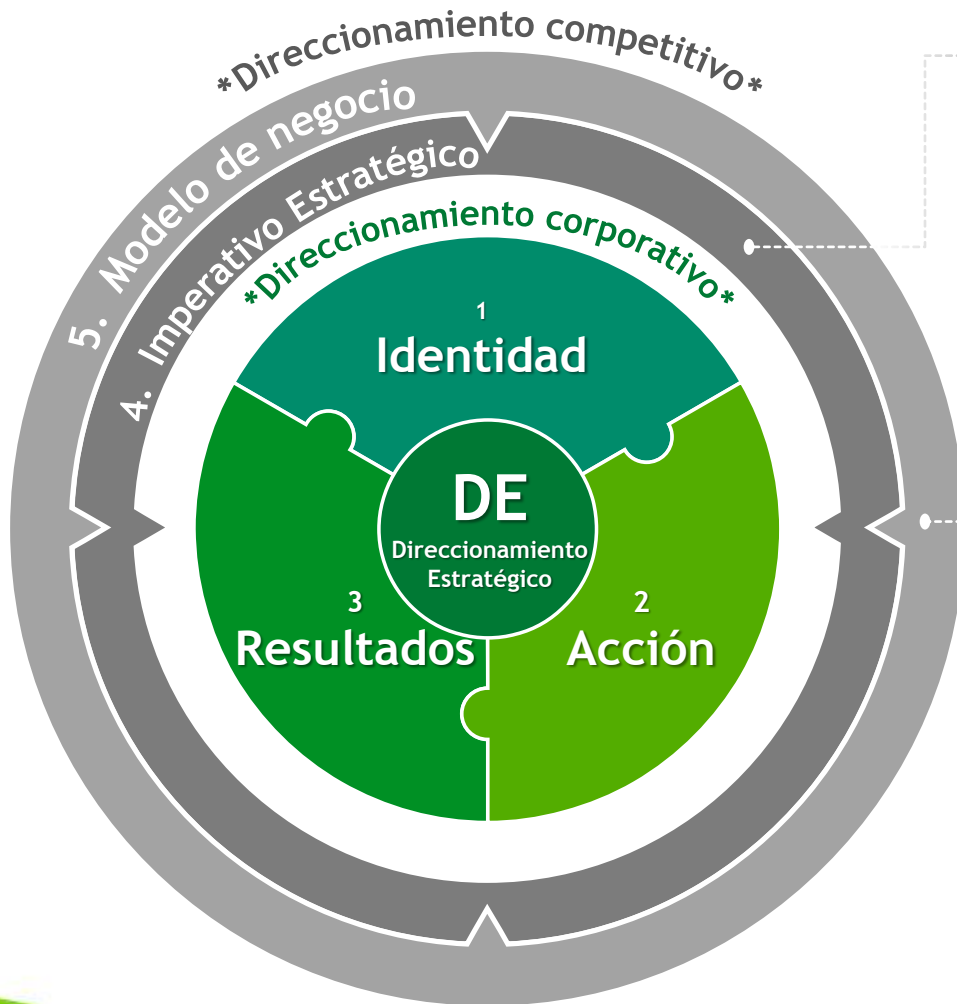 *Direccionamiento competitivo*
5. Modelo de negocio
4. Imperativo Estratégico
*Direccionamiento corporativo*
1
Identidad
DE
Direccionamiento
Estratégico
3
Resultados
2
Acción